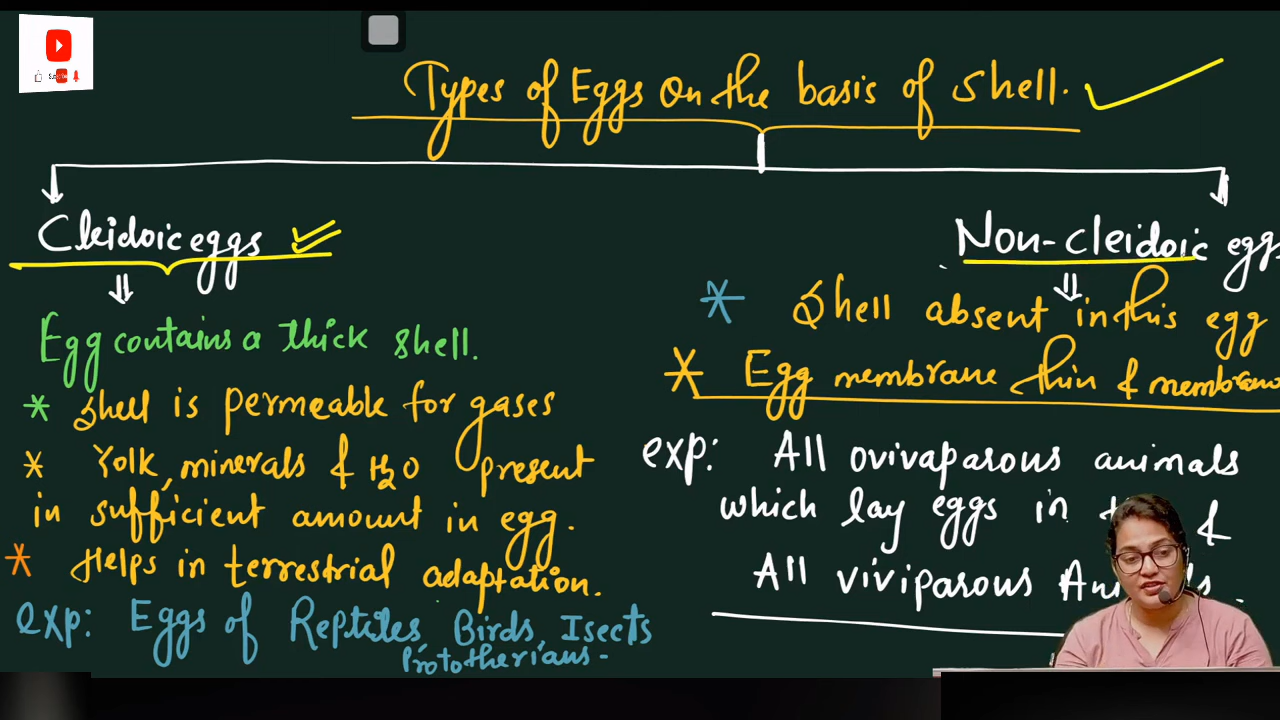 Types of Eggs On the basis of Shell.
Cleidoic eggs
Egg contains a thick shell.
* Shell is permeable for gases
* Yolk, minerals & H2O present
in sufficient amount in egg.
* Helps in terrestrial adaptation.
exp: Eggs of Reptiles, Birds, Isects
Prototherians-
Non-cleidoic egg
* Shell absent in this egg
* Egg membrane thin & membrano
exp: All ovivaparous animals
which lay eggs in &
All viviparous